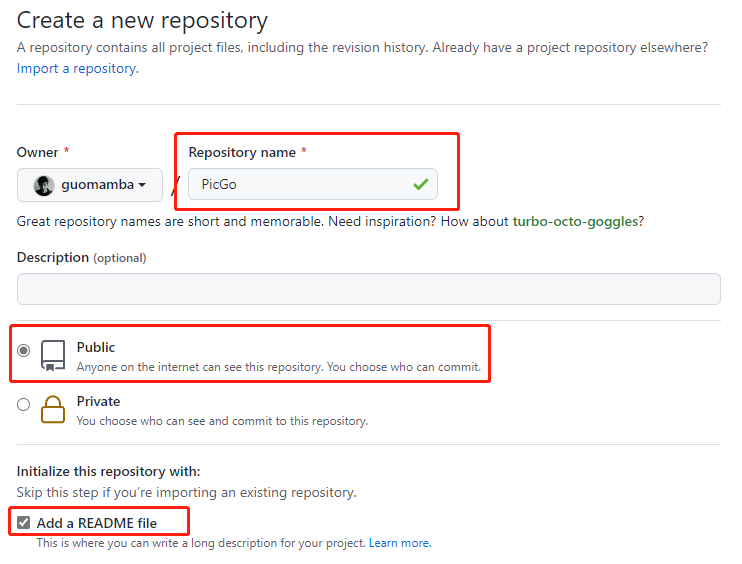 Create a new repository
A repository contains all project files, including the revision history. Already have a project repository elsewhere?
Import a repository.
Owner * Repository name *
guomamba / PicGo
Great repository names are short and memorable. Need inspiration? How about turbo-octo-goggles?
Description (optional)
Public
Anyone on the internet can see this repository. You choose who can commit.
Private
You choose who can see and commit to this repository.
Initialize this repository with:
Skip this step if you're importing an existing repository.
Add a README file
This is where you can write a long description for your project. Learn more.